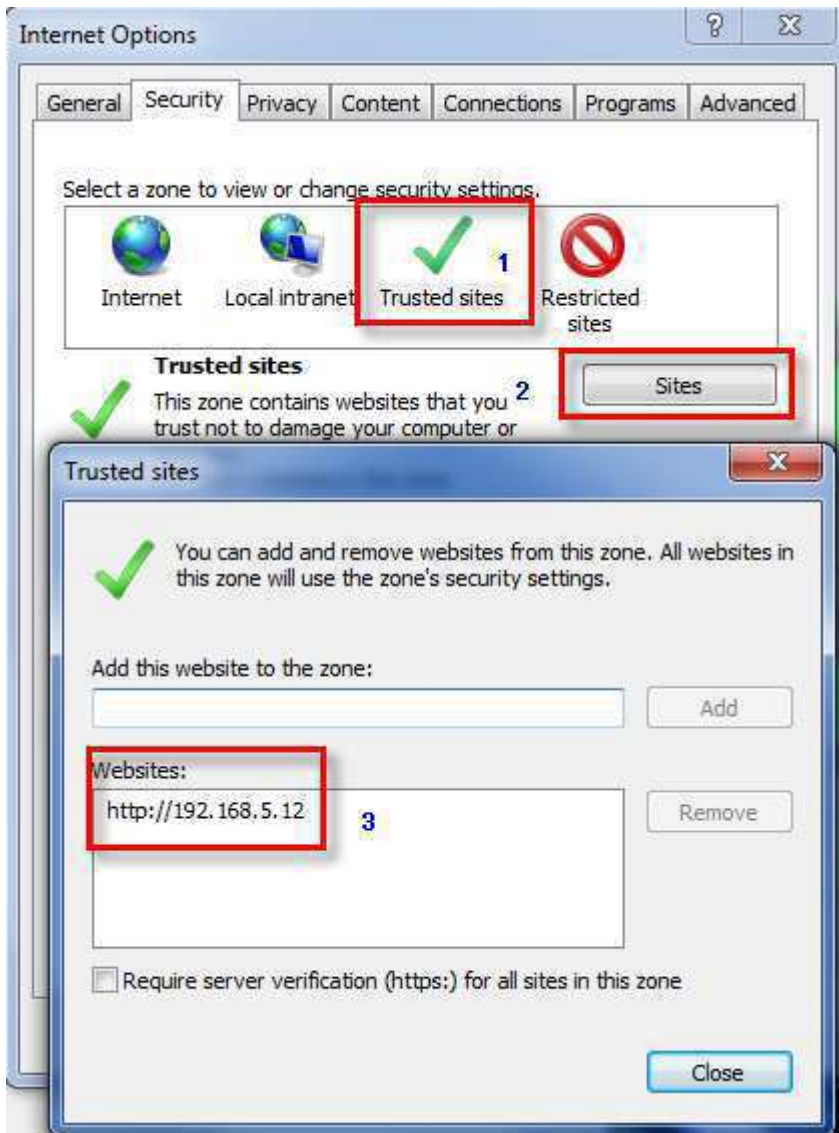 Internet Options
General Security Privacy Content Connections Programs Advanced
Select a zone to view or change security settings.
1
Internet Local intranet Trusted sites Restricted
sites
Trusted sites
This zone contains websites that you
trust not to damage your computer or
2
Sites
Trusted sites
You can add and remove websites from this zone. All websites in
this zone will use the zone's security settings.
Add this website to the zone:
Add
Websites:
http://192.168.5.12
3
Remove
Require server verification (https:) for all sites in this zone
Close